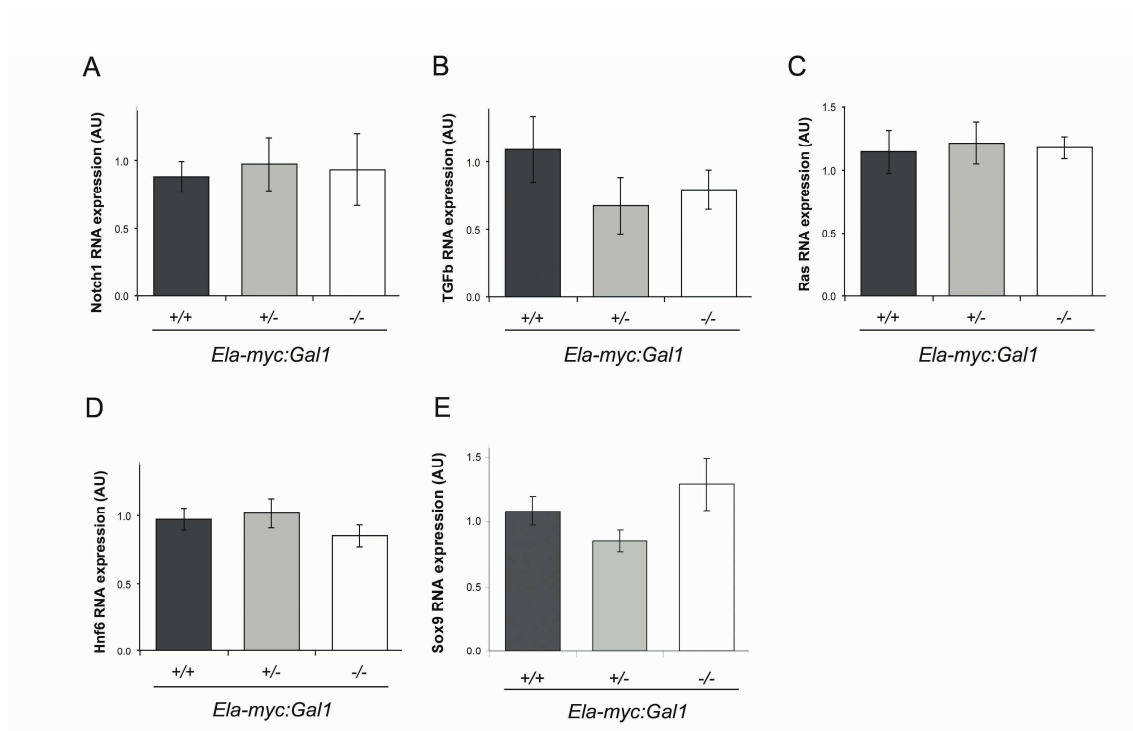 A
Notch1 RNA expression (AU)
1.0
0.5
0.0
+/+ +/- -/-
Ela-myc:Gal1
B
TGFb RNA expression (AU)
1.0
0.5
0.0
+/+ +/- -/-
Ela-myc:Gal1
C
Ras RNA expression (AU)
1.5
1.0
0.5
0.0
+/+ +/- -/-
Ela-myc:Gal1
D
Hnf6 RNA expression (AU)
1.0
0.5
0.0
+/+ +/- -/-
Ela-myc:Gal1
E
Sox9 RNA expression (AU)
1.5
1.0
0.5
0.0
+/+ +/- -/-
Ela-myc:Gal1